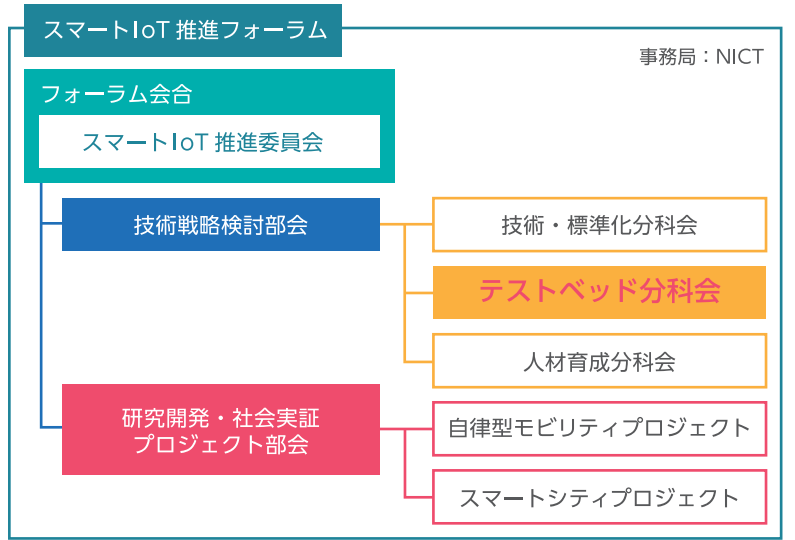 スマートIoT推進フォーラム
事務局：NICT
フォーラム会合
スマートIoT推進委員会
技術戦略検討部会
技術・標準化分科会
テストベッド分科会
人材育成分科会
研究開発・社会実証
プロジェクト部会
自律型モビリティプロジェクト
スマートシティプロジェクト